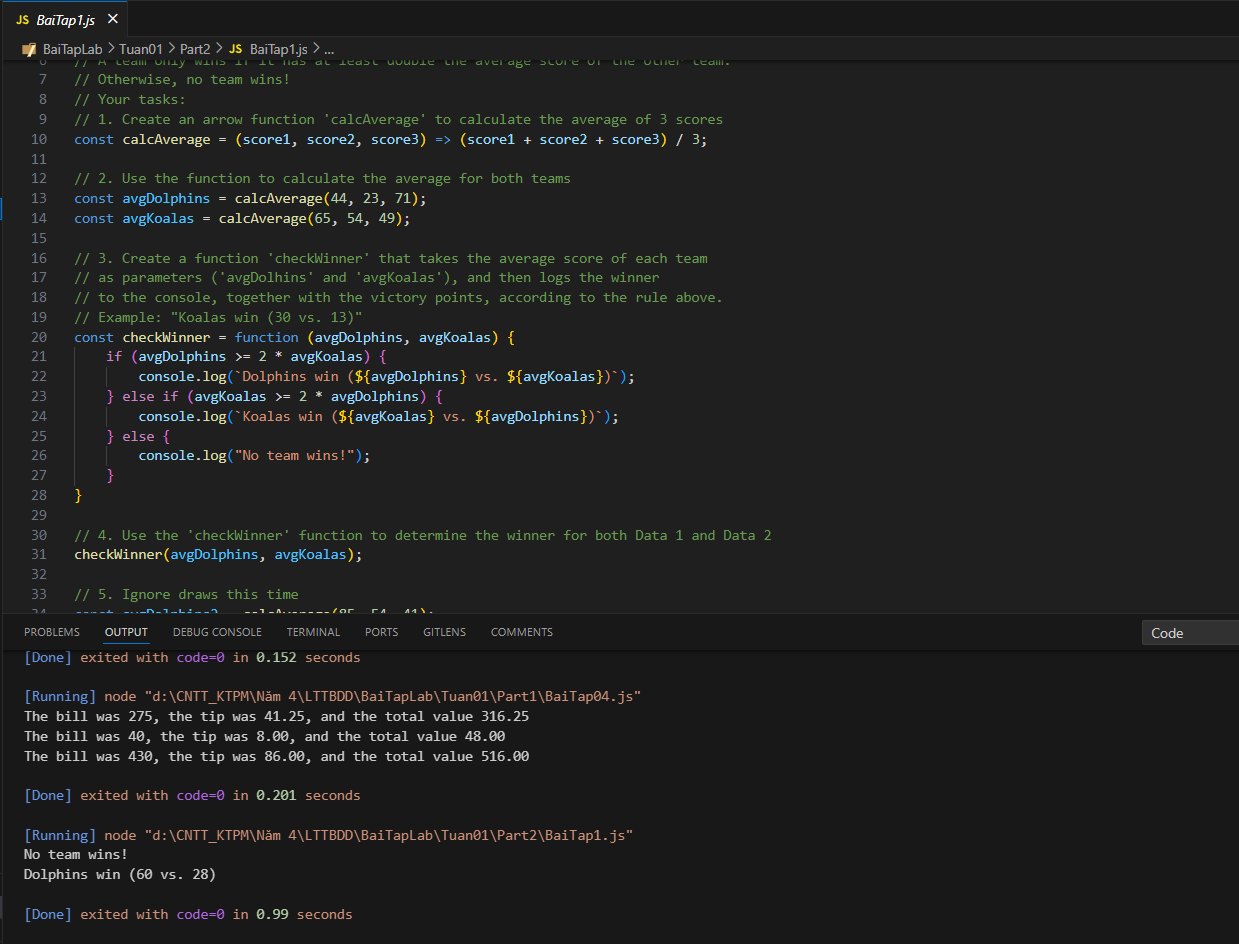 JS BaiTap1.js ×
BaiTapLab > Tuan01 > Part2 > JS BaiTap1.js > ...
6 // A team only wins if it has at least double the average score of the other team.
7 // Otherwise, no team wins!
8 // Your tasks:
9 // 1. Create an arrow function 'calcAverage' to calculate the average of 3 scores
10 const calcAverage = (score1, score2, score3) => (score1 + score2 + score3) / 3;
11
12 // 2. Use the function to calculate the average for both teams
13 const avgDolphins = calcAverage(44, 23, 71);
14 const avgKoalas = calcAverage(65, 54, 49);
15
16 // 3. Create a function 'checkWinner' that takes the average score of each team
17 // as parameters ('avgDolhins' and 'avgKoalas'), and then logs the winner
18 // to the console, together with the victory points, according to the rule above.
19 // Example: "Koalas win (30 vs. 13)"
20 const checkWinner = function (avgDolphins, avgKoalas) {
21 if (avgDolphins >= 2 * avgKoalas) {
22 console.log(`Dolphins win (${avgDolphins} vs. ${avgKoalas})`);
23 } else if (avgKoalas >= 2 * avgDolphins) {
24 console.log(`Koalas win (${avgKoalas} vs. ${avgDolphins})`);
25 } else {
26 console.log("No team wins!");
27 }
28 }
29
30 // 4. Use the 'checkWinner' function to determine the winner for both Data 1 and Data 2
31 checkWinner(avgDolphins, avgKoalas);
32
33 // 5. Ignore draws this time
34 const avgDolphins2 = calcAverage(85, 54, 41);
PROBLEMS OUTPUT DEBUG CONSOLE TERMINAL PORTS GITLENS COMMENTS Code
[Done] exited with code=0 in 0.152 seconds
[Running] node "d:\CNTT_KTPM\Năm 4\LTTBDD\BaiTapLab\Tuan01\Part1\BaiTap04.js"
The bill was 275, the tip was 41.25, and the total value 316.25
The bill was 40, the tip was 8.00, and the total value 48.00
The bill was 430, the tip was 86.00, and the total value 516.00
[Done] exited with code=0 in 0.201 seconds
[Running] node "d:\CNTT_KTPM\Năm 4\LTTBDD\BaiTapLab\Tuan01\Part2\BaiTap1.js"
No team wins!
Dolphins win (60 vs. 28)
[Done] exited with code=0 in 0.99 seconds